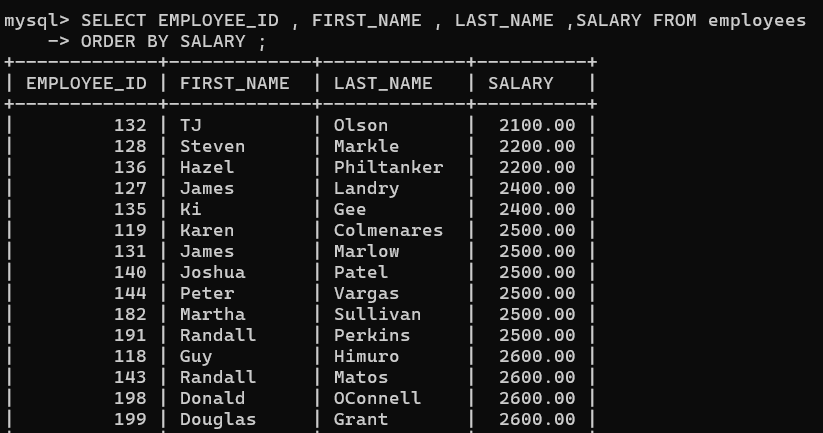 mysql> SELECT EMPLOYEE_ID , FIRST_NAME , LAST_NAME ,SALARY FROM employees
    -> ORDER BY SALARY ;
+-------------+-------------+-------------+----------+
| EMPLOYEE_ID | FIRST_NAME  | LAST_NAME   | SALARY   |
+-------------+-------------+-------------+----------+
|         132 | TJ          | Olson       |  2100.00 |
|         128 | Steven      | Markle      |  2200.00 |
|         136 | Hazel       | Philtanker  |  2200.00 |
|         127 | James       | Landry      |  2400.00 |
|         135 | Ki          | Gee         |  2400.00 |
|         119 | Karen       | Colmenares  |  2500.00 |
|         131 | James       | Marlow      |  2500.00 |
|         140 | Joshua      | Patel       |  2500.00 |
|         144 | Peter       | Vargas      |  2500.00 |
|         182 | Martha      | Sullivan    |  2500.00 |
|         191 | Randall     | Perkins     |  2500.00 |
|         118 | Guy         | Himuro      |  2600.00 |
|         143 | Randall     | Matos       |  2600.00 |
|         198 | Donald      | OConnell    |  2600.00 |
|         199 | Douglas     | Grant       |  2600.00 |